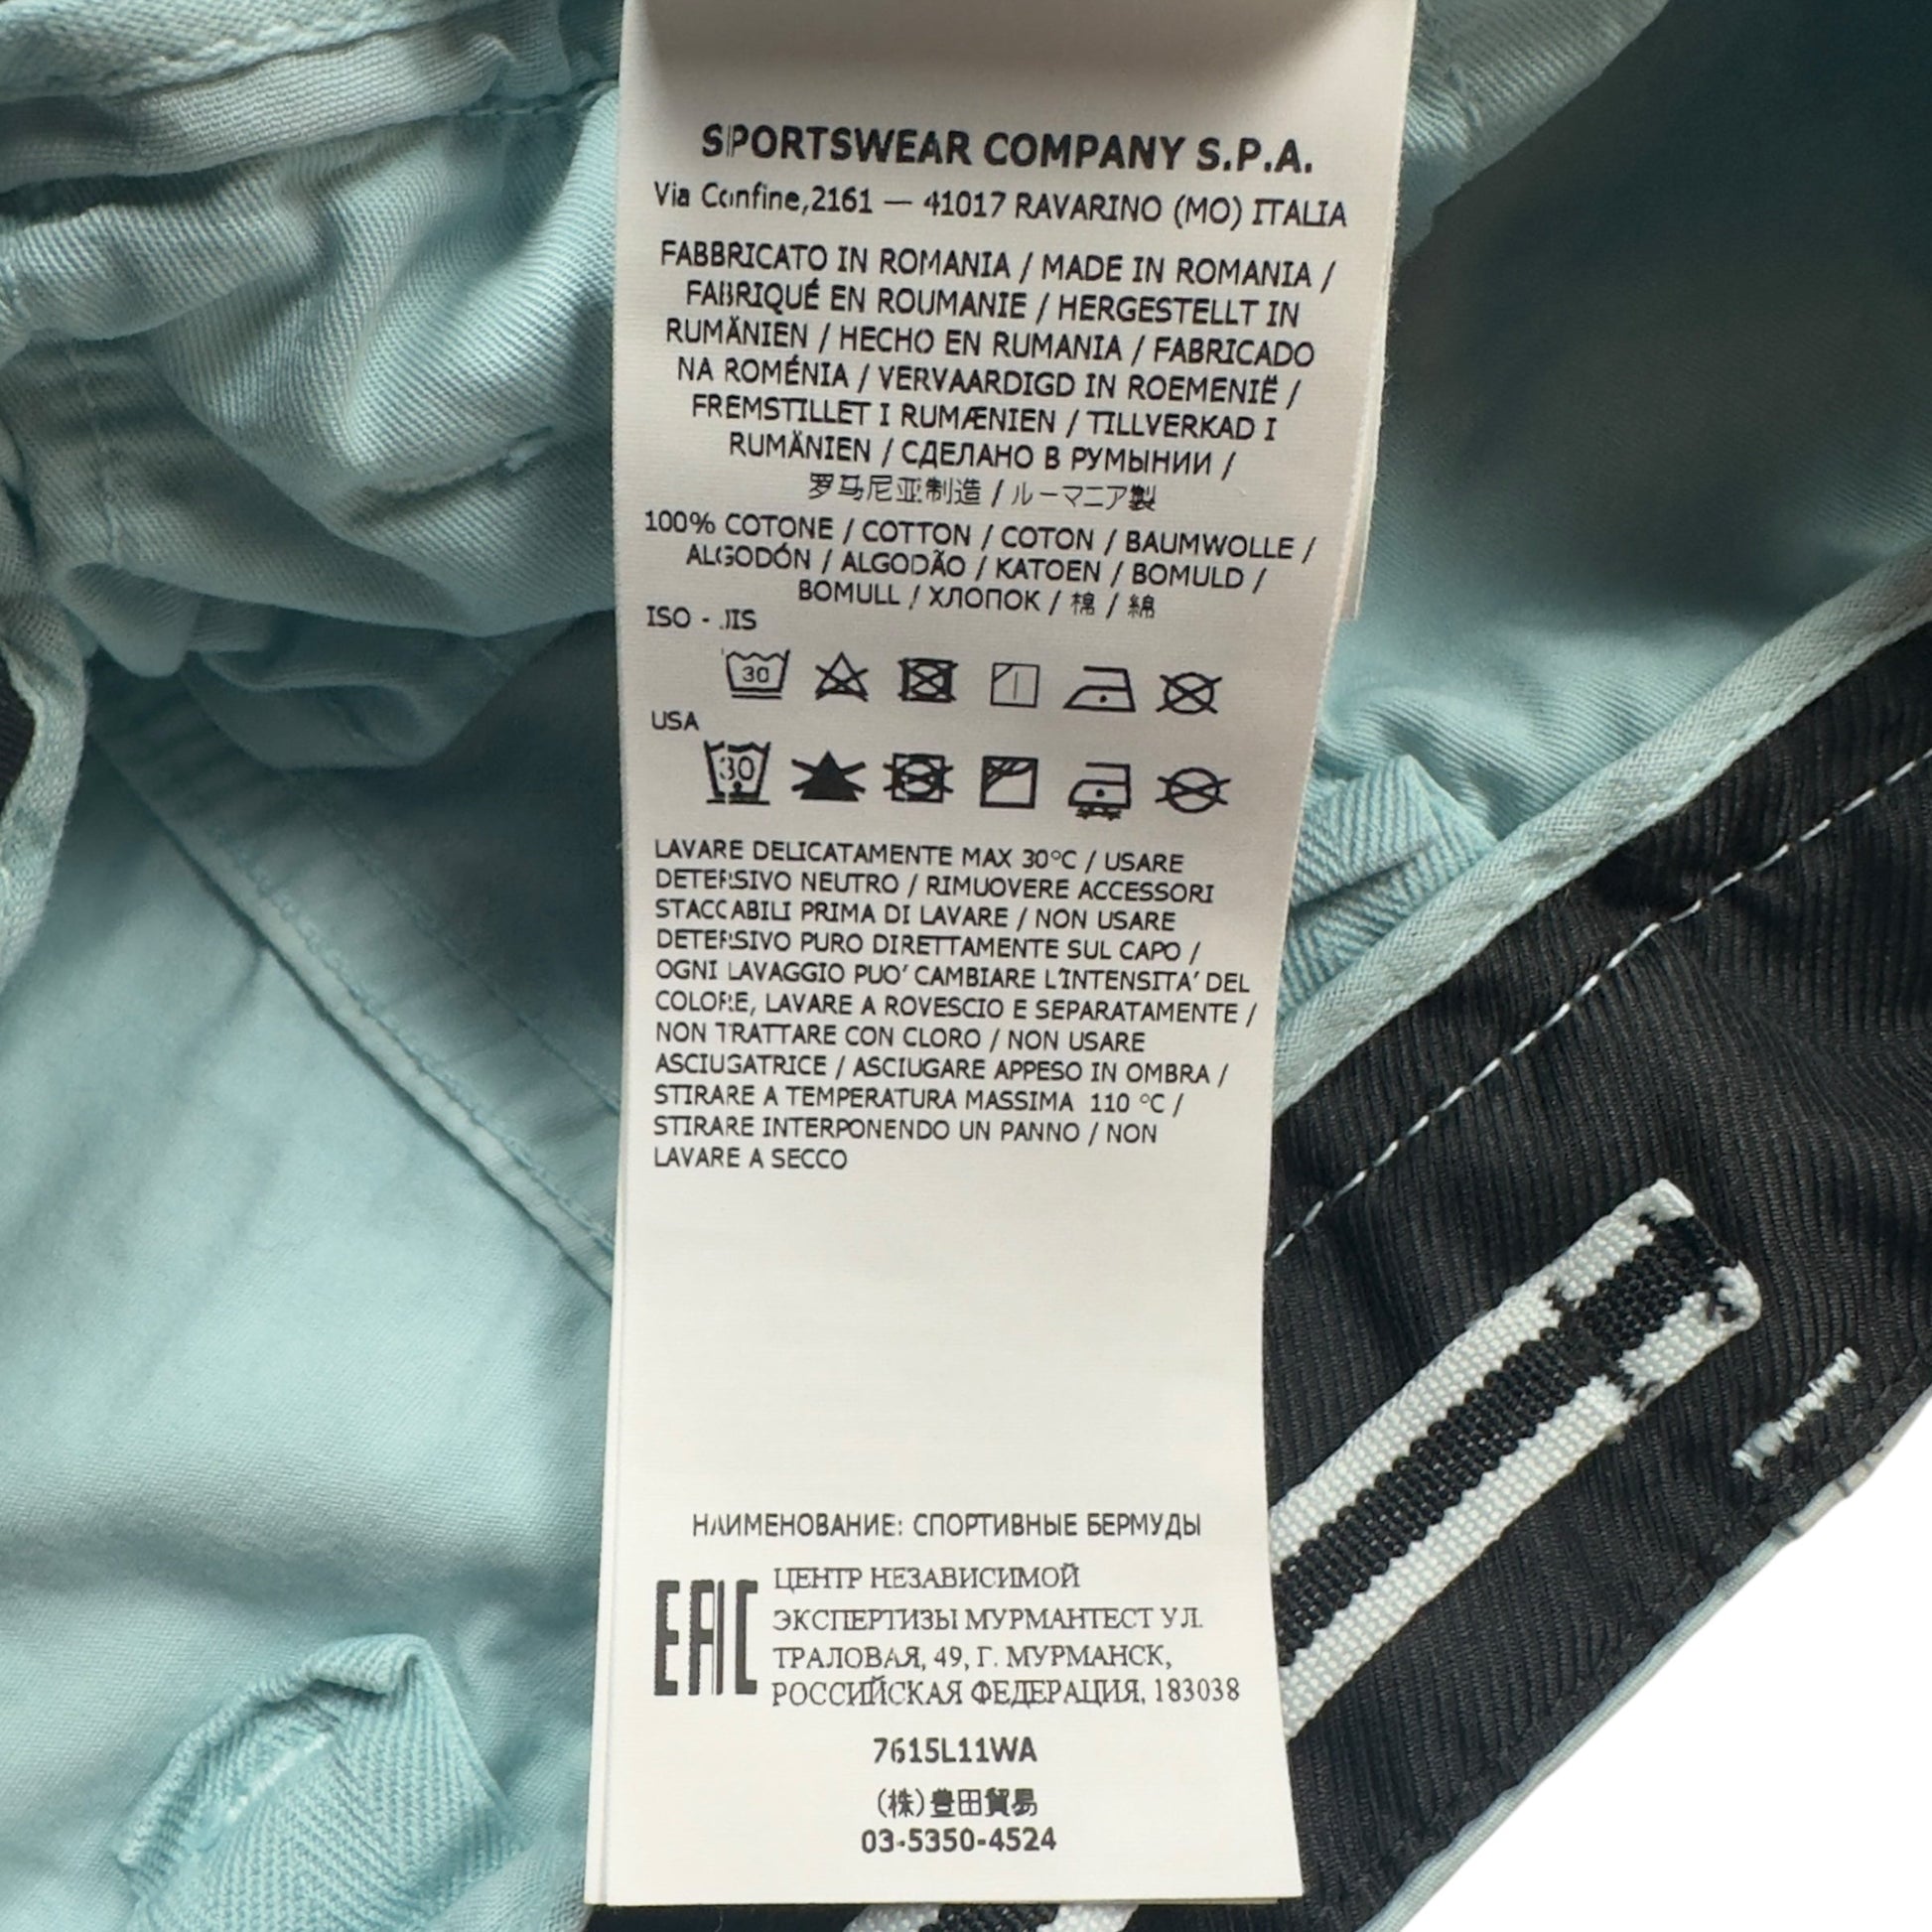 SPORTSWEAR COMPANY S.P.A.
Via Confine,2161 — 41017 RAVARINO (MO) ITALIA
FABBRICATO IN ROMANIA / MADE IN ROMANIA /
FABRIQUÉ EN ROUMANIE / HERGESTELLT IN
RUMÄNIEN / HECHO EN RUMANIA / FABRICADO
NA ROMÉNIA / VERVAARDIGD IN ROEMENIË /
FREMSTILLET I RUMÆNIEN / TILLVERKAD I
RUMÄNIEN / СДЕЛАНО В РУМЫНИИ /
罗马尼亚制造 / ルーマニア製
100% COTONE / COTTON / COTON / BAUMWOLLE /
ALGODÓN / ALGODÃO / KATOEN / BOMULD /
BOMULL / ХЛОПОК / 棉 / 綿
ISO - JIS
30
USA
30
LAVARE DELICATAMENTE MAX 30°C / USARE
DETERSIVO NEUTRO / RIMUOVERE ACCESSORI
STACCABILI PRIMA DI LAVARE / NON USARE
DETERSIVO PURO DIRETTAMENTE SUL CAPO /
OGNI LAVAGGIO PUO' CAMBIARE L'INTENSITA' DEL
COLORE, LAVARE A ROVESCIO E SEPARATAMENTE /
NON TRATTARE CON CLORO / NON USARE
ASCIUGATRICE / ASCIUGARE APPESO IN OMBRA /
STIRARE A TEMPERATURA MASSIMA 110 °C /
STIRARE INTERPONENDO UN PANNO / NON
LAVARE A SECCO
НАИМЕНОВАНИЕ: СПОРТИВНЫЕ БЕРМУДЫ
EAC
ЦЕНТР НЕЗАВИСИМОЙ
ЭКСПЕРТИЗЫ МУРМАНТЕСТ УЛ.
ТРАЛОВАЯ, 49, Г. МУРМАНСК,
РОССИЙСКАЯ ФЕДЕРАЦИЯ, 183038
7615L11WA
(株)豊田貿易
03-5350-4524